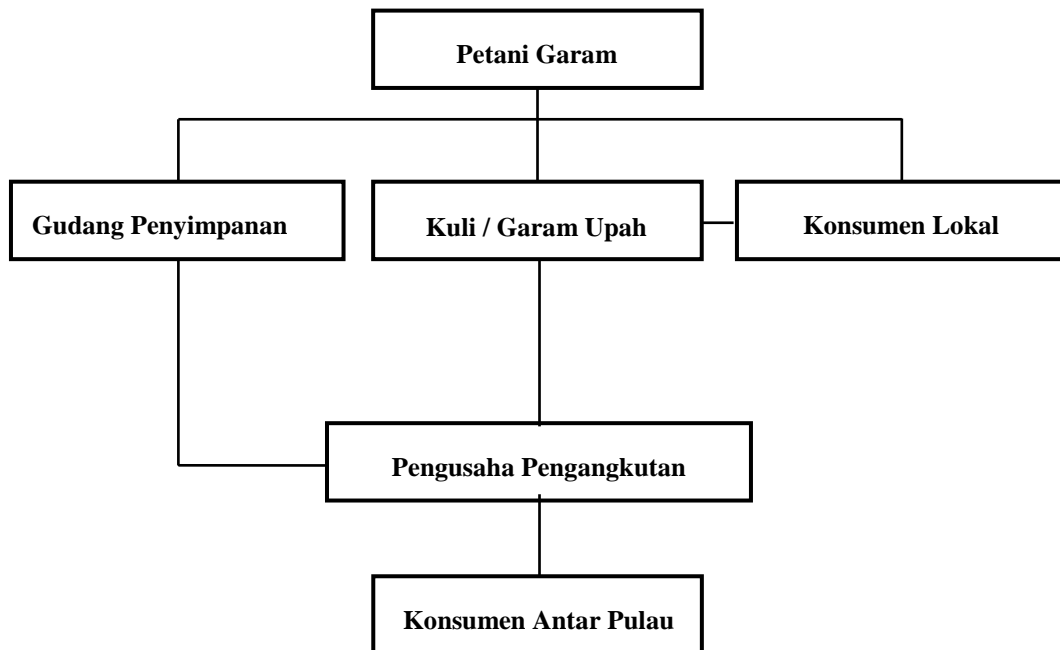 Petani Garam
Gudang Penyimpanan
Kuli / Garam Upah
Konsumen Lokal
Pengusaha Pengangkutan
Konsumen Antar Pulau